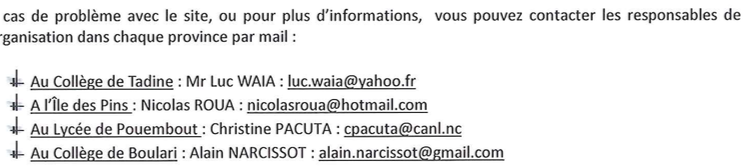 cas de problème avec le site, ou pour plus d'informations, vous pouvez contacter les responsables de
rganisation dans chaque province par mail :
Au Collège de Tadine : Mr Luc WAIA : luc.waia@yahoo.fr
A l'Île des Pins : Nicolas ROUA : nicolasroua@hotmail.com
Au Lycée de Pouembout : Christine PACUTA : cpacuta@canl.nc
Au Collège de Boulari : Alain NARCISSOT : alain.narcissot@gmail.com